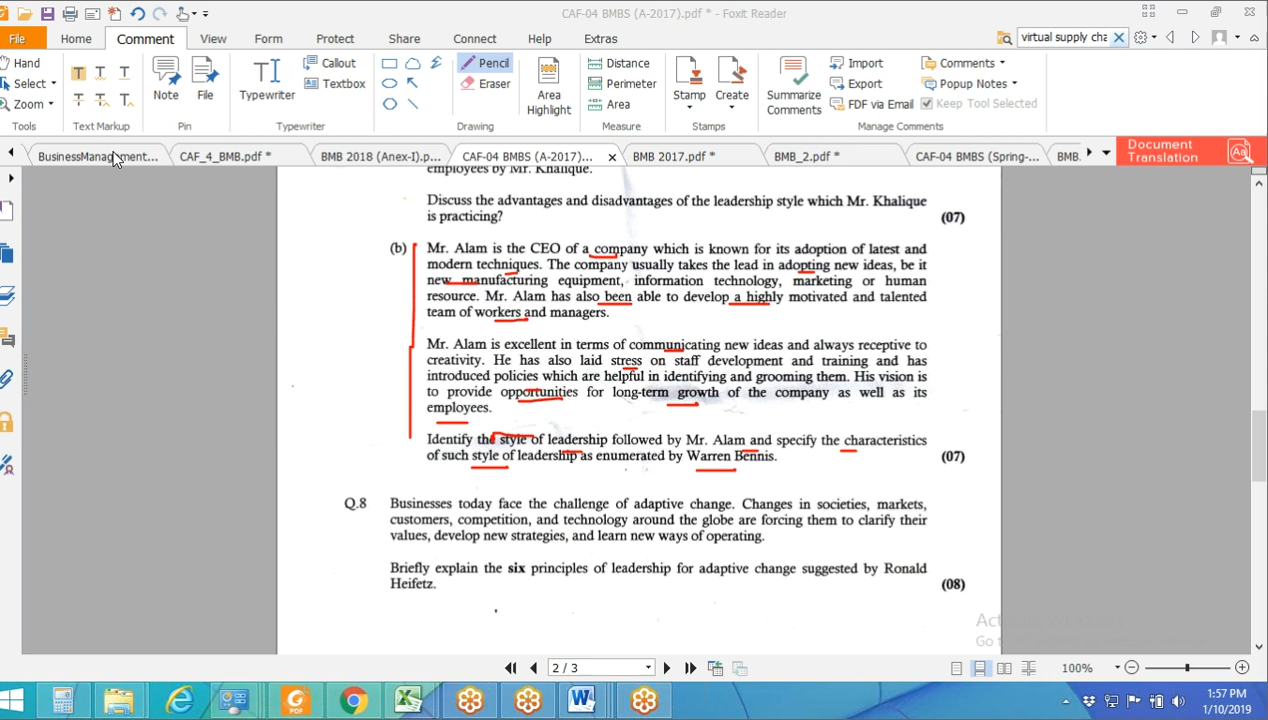 CAF-04 BMBS (A-2017).pdf * - Foxit Reader
File Home Comment View Form Protect Share Connect Help Extras virtual supply cha
Hand Callout Pencil Distance Import Comments
Select Textbox Eraser Perimeter Export Popup Notes
Zoom Note File Typewriter Area Highlight Area Stamp Create Summarize Comments FDF via Email Keep Tool Selected
Tools Text Markup Pin Typewriter Drawing Measure Stamps Manage Comments
BusinessManagement... CAF_4_BMB.pdf * BMB 2018 (Anex-I).p... CAF-04 BMBS (A-2017)... BMB 2017.pdf * BMB_2.pdf * CAF-04 BMBS (Spring-... BMB. Document Translation
employees by Mr. Khalique.
Discuss the advantages and disadvantages of the leadership style which Mr. Khalique
is practicing? (07)
(b) Mr. Alam is the CEO of a company which is known for its adoption of latest and
modern techniques. The company usually takes the lead in adopting new ideas, be it
new manufacturing equipment, information technology, marketing or human
resource. Mr. Alam has also been able to develop a highly motivated and talented
team of workers and managers.
Mr. Alam is excellent in terms of communicating new ideas and always receptive to
creativity. He has also laid stress on staff development and training and has
introduced policies which are helpful in identifying and grooming them. His vision is
to provide opportunities for long-term growth of the company as well as its
employees.
Identify the style of leadership followed by Mr. Alam and specify the characteristics
of such style of leadership as enumerated by Warren Bennis. (07)
Q.8 Businesses today face the challenge of adaptive change. Changes in societies, markets,
customers, competition, and technology around the globe are forcing them to clarify their
values, develop new strategies, and learn new ways of operating.
Briefly explain the six principles of leadership for adaptive change suggested by Ronald
Heifetz. (08)
2 / 3 100%
PDF
1:57 PM
1/10/2019